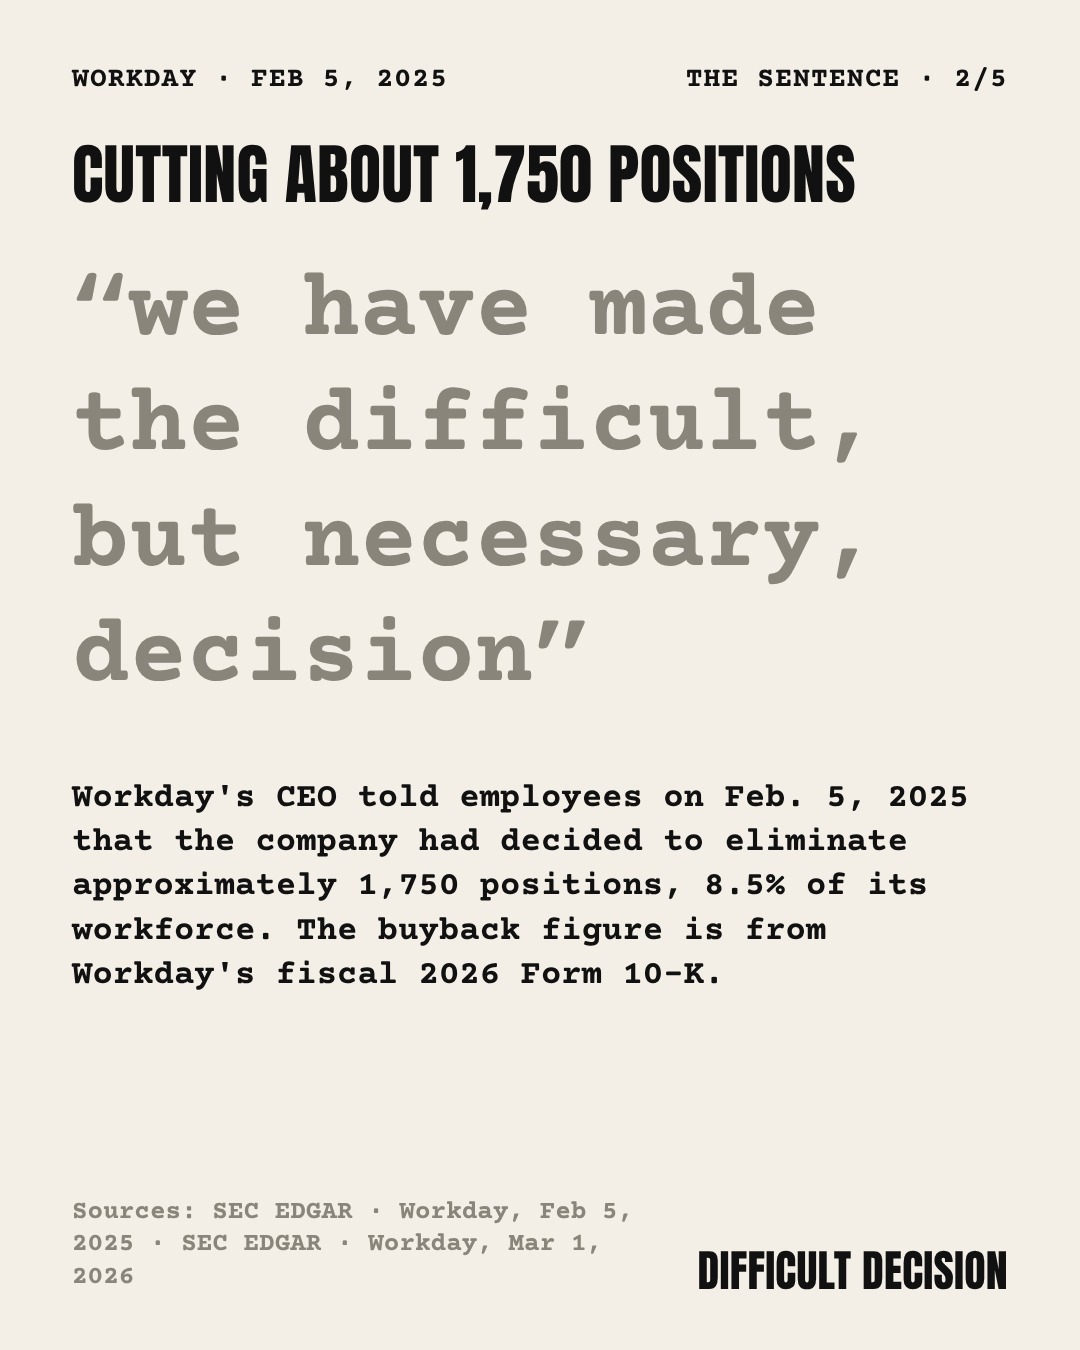 WORKDAY · FEB 5, 2025
THE SENTENCE · 2/5
CUTTING ABOUT 1,750 POSITIONS
“we have made
the difficult,
but necessary,
decision”
Workday's CEO told employees on Feb. 5, 2025
that the company had decided to eliminate
approximately 1,750 positions, 8.5% of its
workforce. The buyback figure is from
Workday's fiscal 2026 Form 10-K.
Sources: SEC EDGAR · Workday, Feb 5,
2025 · SEC EDGAR · Workday, Mar 1,
2026
DIFFICULT DECISION